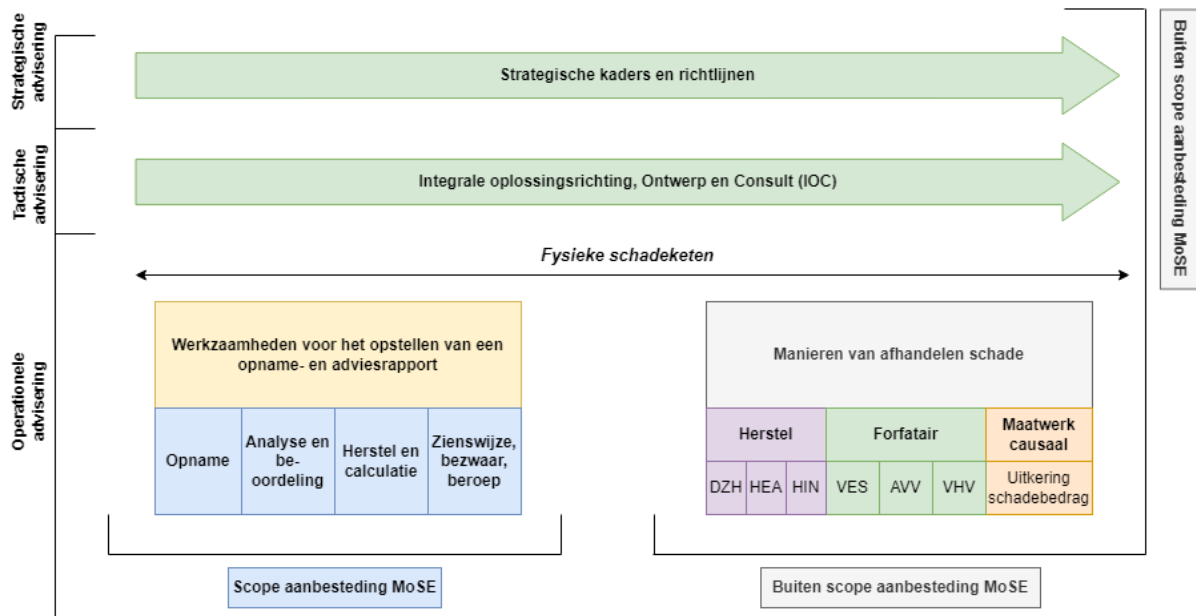 Strategische
advisering
Strategische kaders en richtlijnen
Buiten scope aanbesteding MoSE
Tactische
advisering
Integrale oplossingsrichting, Ontwerp en Consult (IOC)
Operationele
advisering
Fysieke schadeketen
Werkzaamheden voor het opstellen van een
opname- en adviesrapport
Opname
Analyse en
be-
oordeling
Herstel en
calculatie
Zienswijze,
bezwaar,
beroep
Scope aanbesteding MoSE
Manieren van afhandelen schade
Herstel
Forfatair
Maatwerk
causaal
DZH
HEA
HIN
VES
AVV
VHV
Uitkering
schadebedrag
Buiten scope aanbesteding MoSE